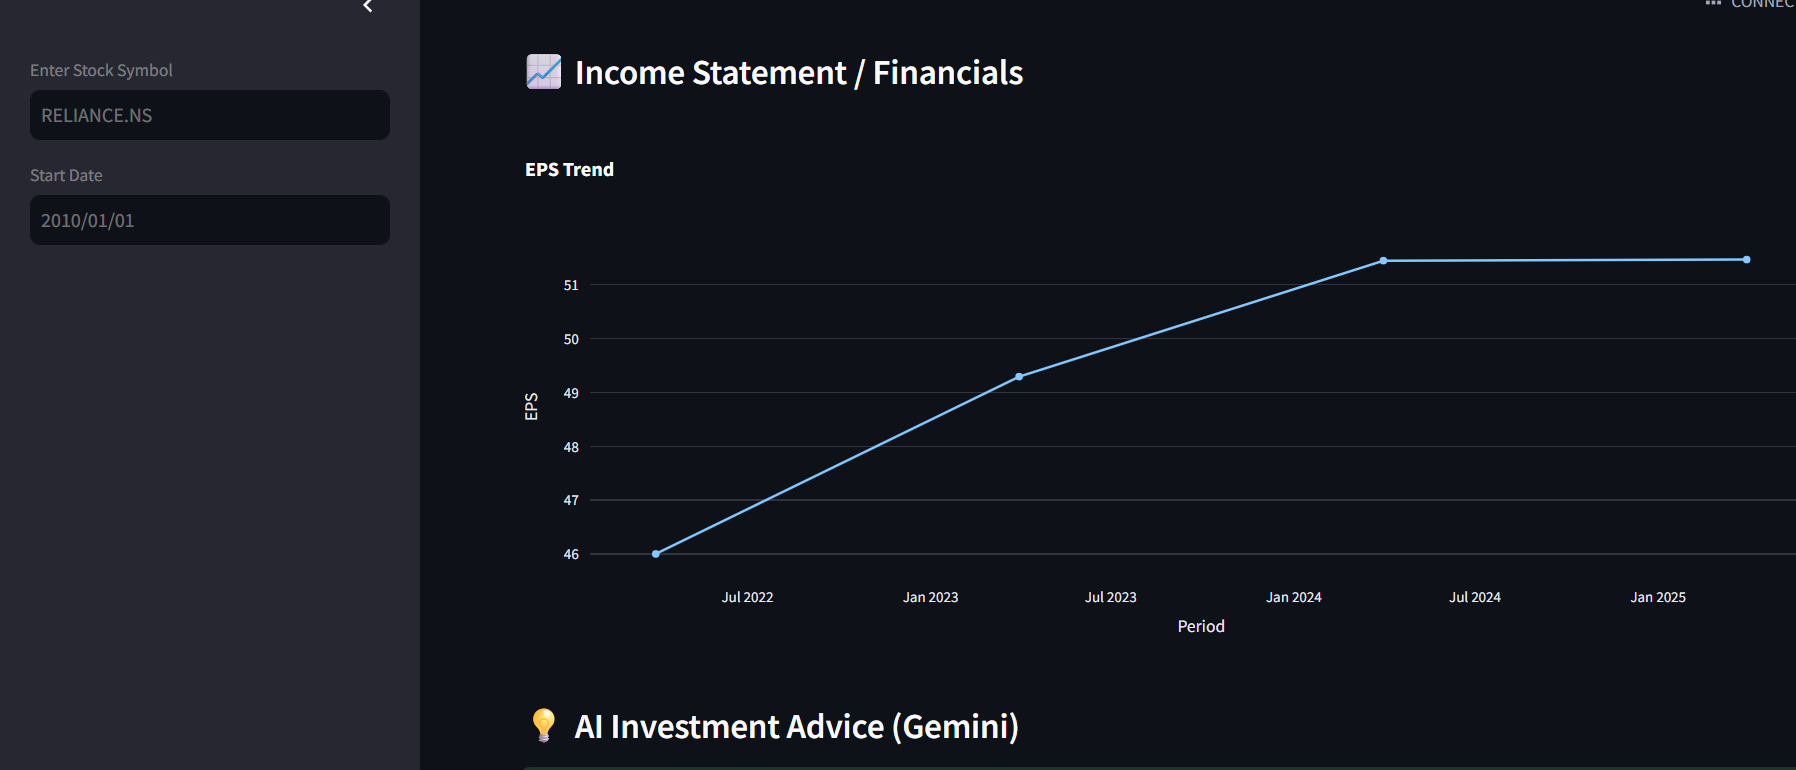 CONNEC
Enter Stock Symbol
RELIANCE.NS
Start Date
2010/01/01
Income Statement / Financials
EPS Trend
51
50
49
48
47
46
EPS
Jul 2022
Jan 2023
Jul 2023
Jan 2024
Jul 2024
Jan 2025
Period
AI Investment Advice (Gemini)